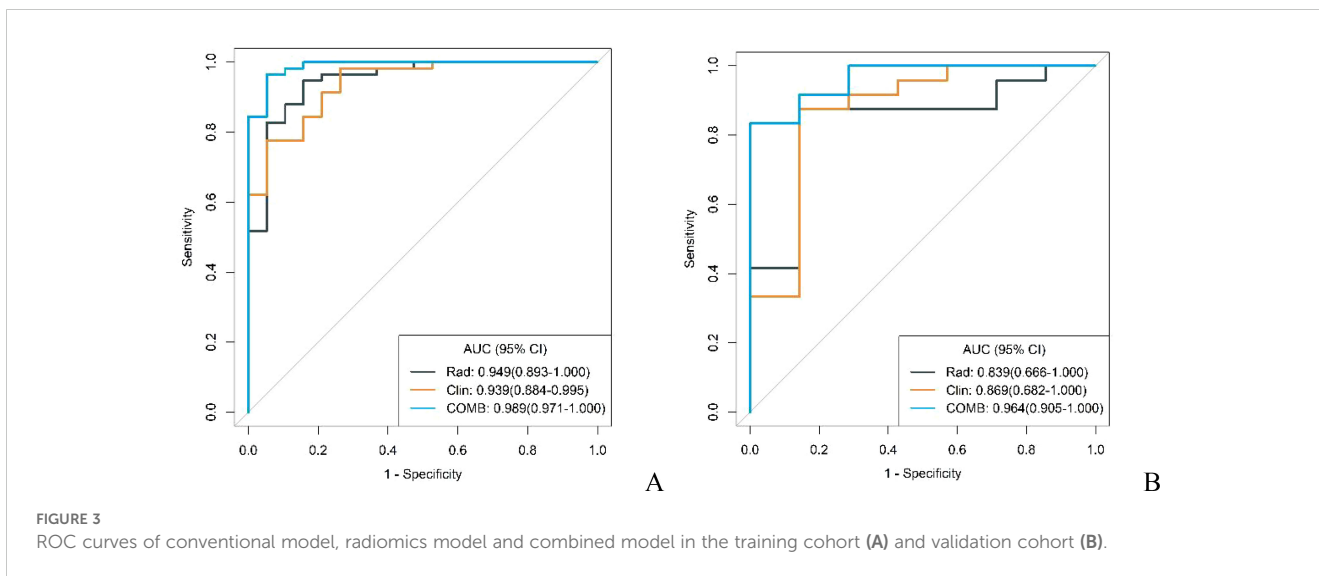 1.0
0.8
0.6
0.4
0.2
0.0
Sensitivity
AUC (95% CI)
Rad: 0.949(0.893-1.000)
Clin: 0.939(0.884-0.995)
COMB: 0.989(0.971-1.000)
0.0 0.2 0.4 0.6 0.8 1.0
1 - Specificity
A
1.0
0.8
0.6
0.4
0.2
0.0
Sensitivity
AUC (95% CI)
Rad: 0.839(0.666-1.000)
Clin: 0.869(0.682-1.000)
COMB: 0.964(0.905-1.000)
0.0 0.2 0.4 0.6 0.8 1.0
1 - Specificity
B
FIGURE 3
ROC curves of conventional model, radiomics model and combined model in the training cohort (A) and validation cohort (B).